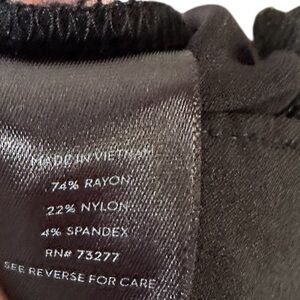 MADE IN VIETNAM
74% RAYON
22% NYLON
4% SPANDEX
RN# 73277
SEE REVERSE FOR CARE